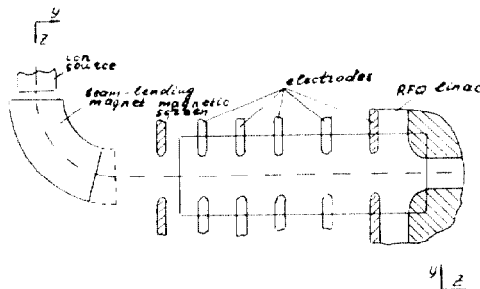 y
z
ion
source
beam-bending
magnet
magnetic
screen
electrodes
RFQ linac
y
z